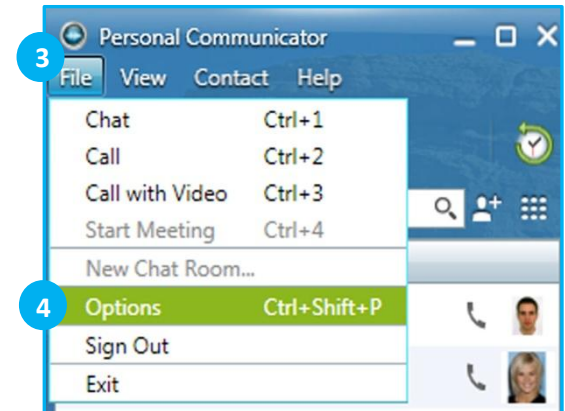 3
Personal Communicator
File View Contact Help
Chat Ctrl+1
Call Ctrl+2
Call with Video Ctrl+3
Start Meeting Ctrl+4
New Chat Room...
4
Options Ctrl+Shift+P
Sign Out
Exit